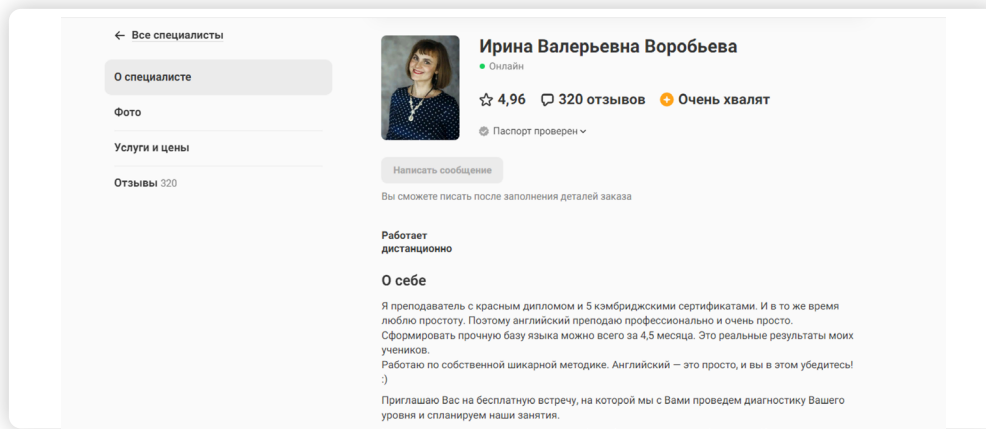 ← Все специалисты
О специалисте
Фото
Услуги и цены
Отзывы 320
Ирина Валерьевна Воробьева
Онлайн
4,96 320 отзывов Очень хвалят
Паспорт проверен
Написать сообщение
Вы сможете писать после заполнения деталей заказа
Работает
дистанционно
О себе
Я преподаватель с красным дипломом и 5 кэмбриджскими сертификатами. И в то же время
люблю простоту. Поэтому английский преподаю профессионально и очень просто.
Сформировать прочную базу языка можно всего за 4,5 месяца. Это реальные результаты моих
учеников.
Работаю по собственной шикарной методике. Английский — это просто, и вы в этом убедитесь!
:)
Приглашаю Вас на бесплатную встречу, на которой мы с Вами проведем диагностику Вашего
уровня и спланируем наши занятия.